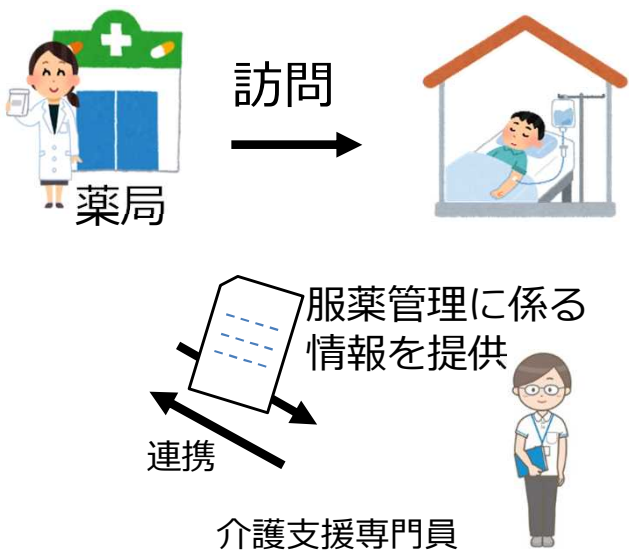 訪問
薬局
服薬管理に係る
情報を提供
連携
介護支援専門員